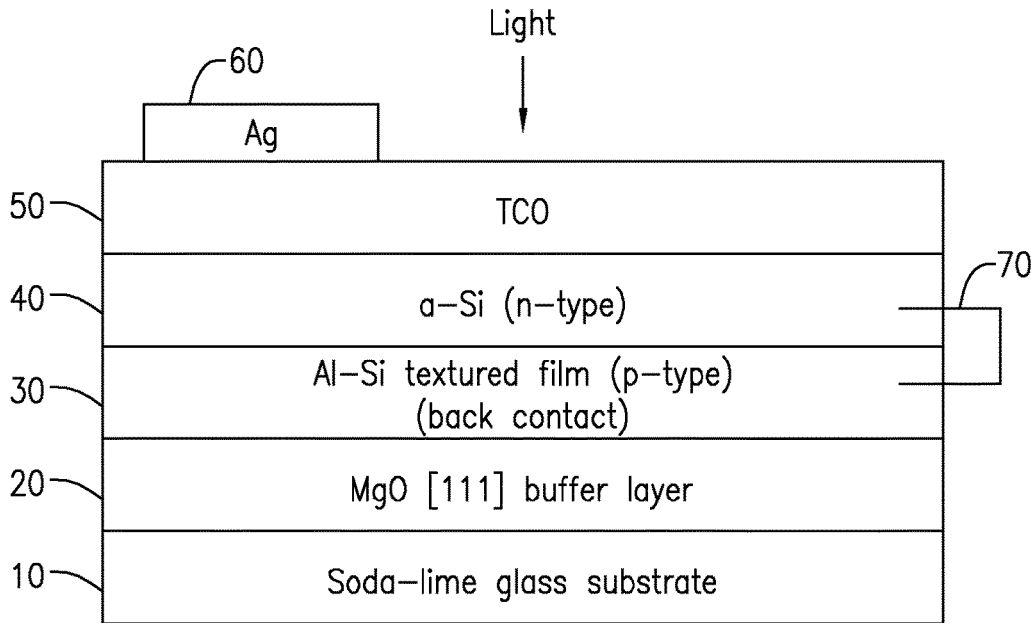 Light
60
Ag
50
TCO
70
40
a-Si (n-type)
30
Al-Si textured film (p-type)
(back contact)
20
MgO [111] buffer layer
10
Soda-lime glass substrate